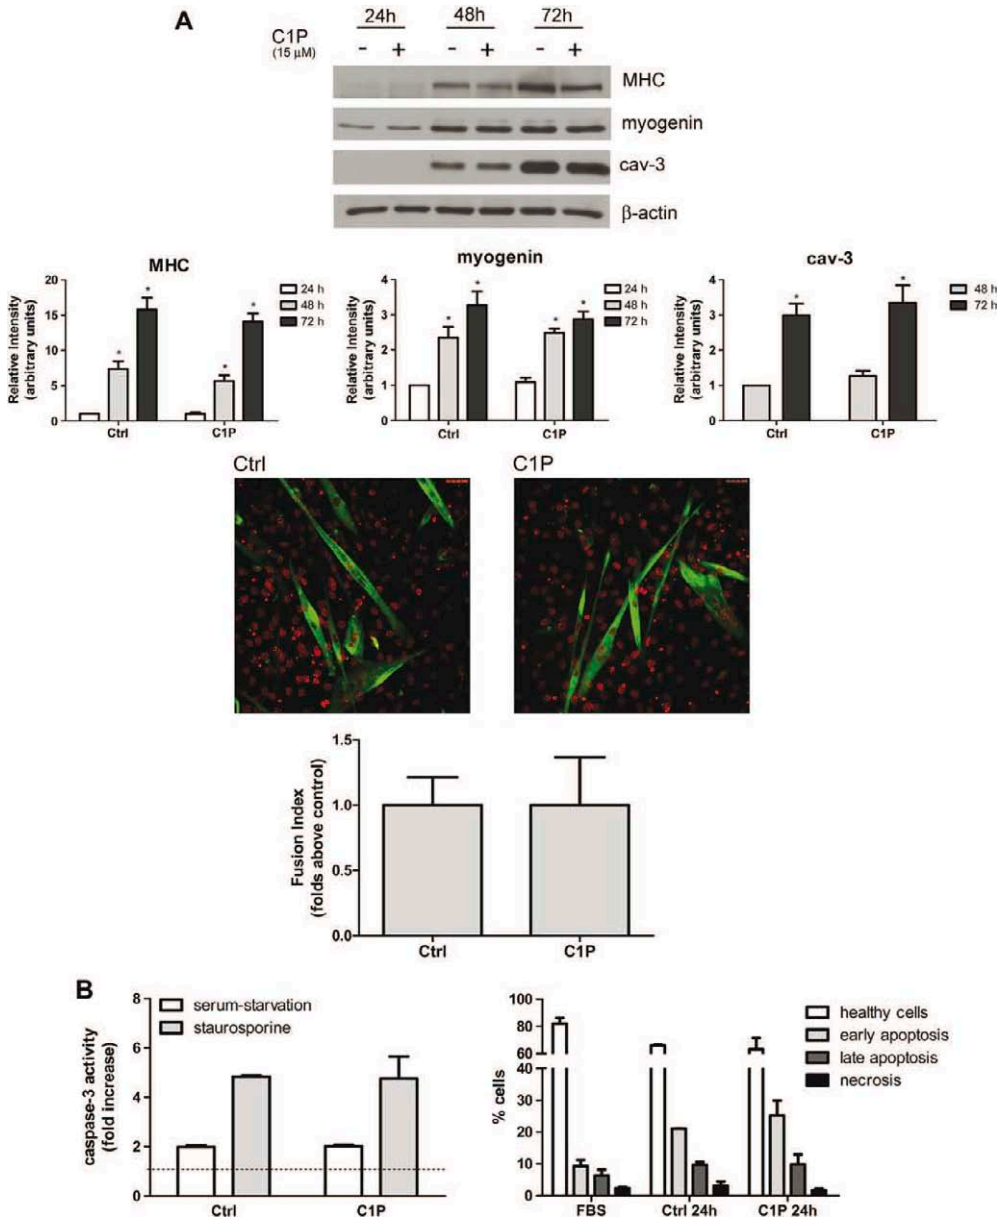 A
24h 48h 72h
C1P
(15 µM)
- + - + - +
MHC
myogenin
cav-3
β-actin
MHC
Relative Intensity
(arbitrary units)
20
15
10
5
0
24 h
48 h
72 h
* * * *
Ctrl C1P
myogenin
Relative Intensity
(arbitrary units)
4
3
2
1
0
24 h
48 h
72 h
* * * *
Ctrl C1P
cav-3
Relative Intensity
(arbitrary units)
4
3
2
1
0
48 h
72 h
* *
Ctrl C1P
Ctrl C1P
Fusion Index
(folds above control)
1.5
1.0
0.5
0.0
Ctrl C1P
B
caspase-3 activity
(fold increase)
8
6
4
2
0
serum-starvation
staurosporine
Ctrl C1P
% cells
100
80
60
40
30
20
10
0
healthy cells
early apoptosis
late apoptosis
necrosis
FBS Ctrl 24h C1P 24h